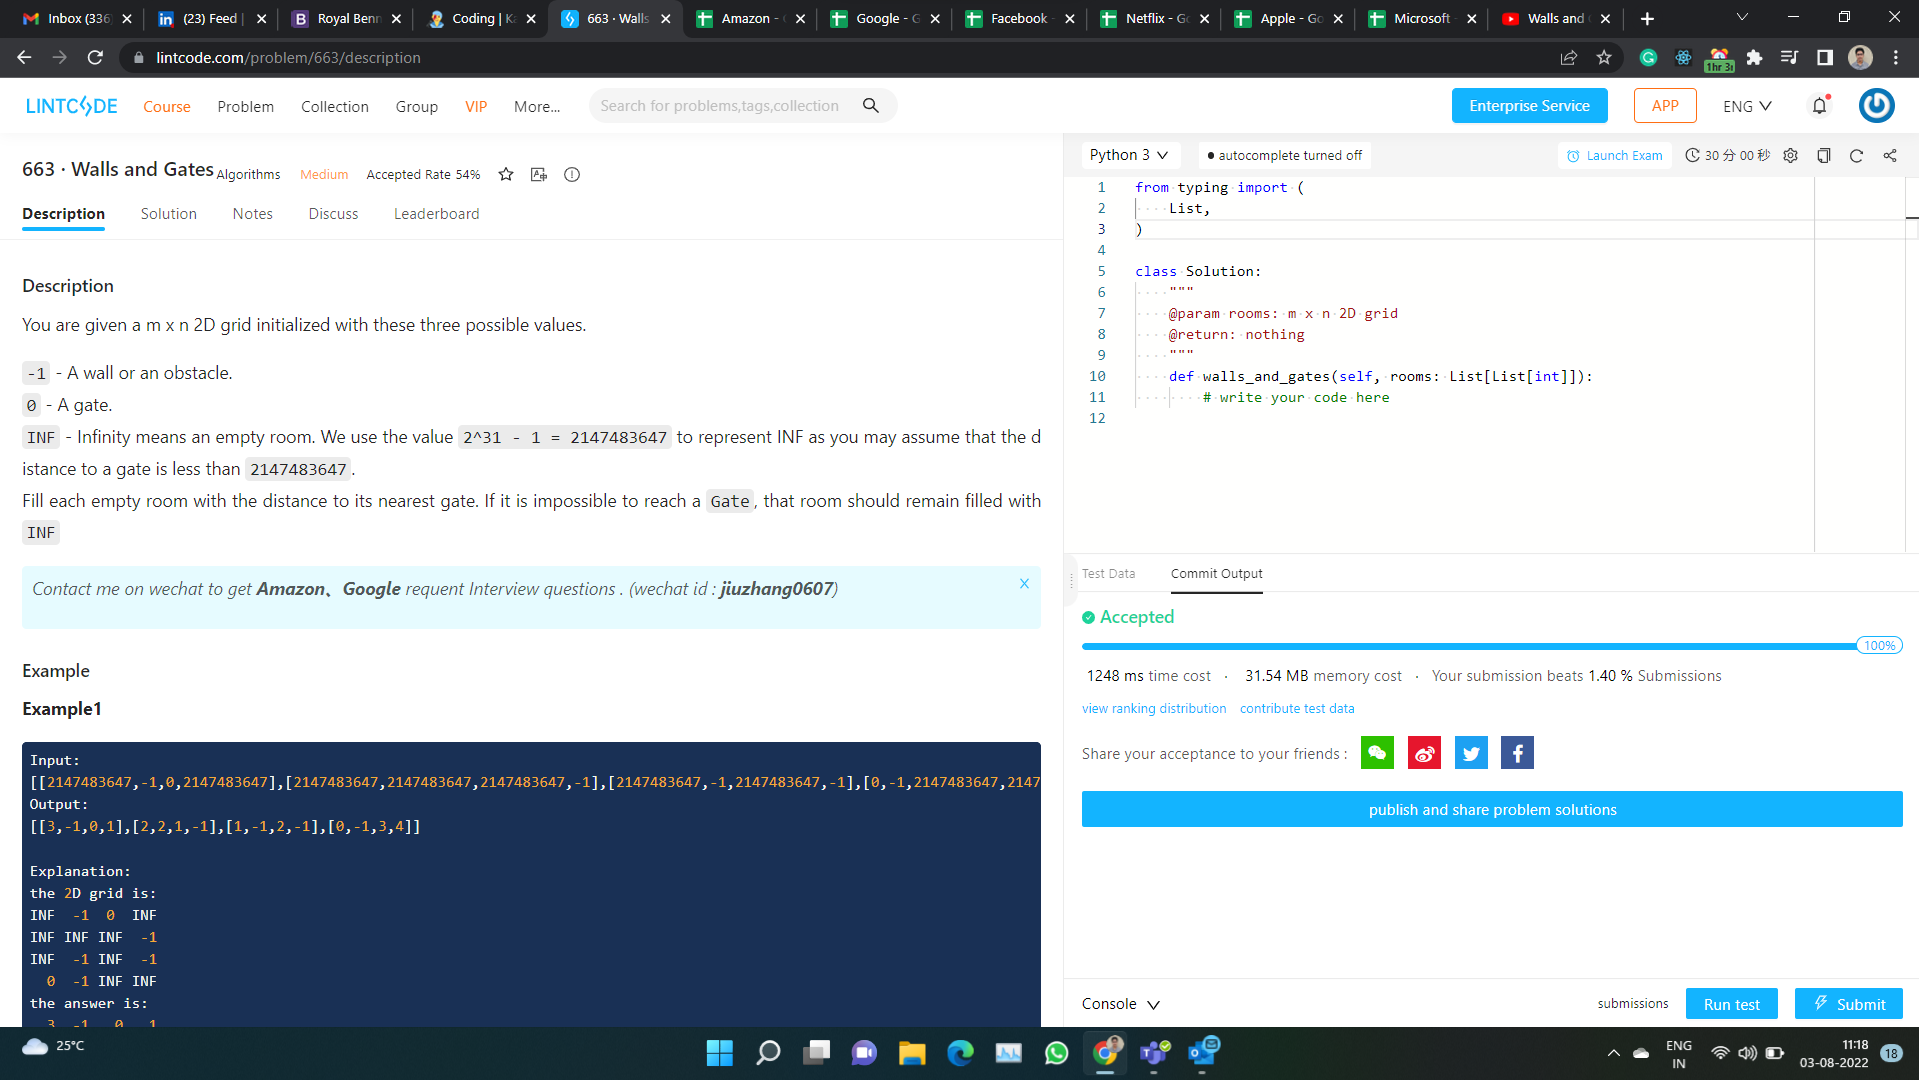 Inbox (336
(23) Feed |
Royal Benn
Coding | Ka
663 · Walls
Amazon - G
Google - G
Facebook -
Netflix - Go
Apple - Goo
Microsoft -
Walls and G
lintcode.com/problem/663/description
1hr 3
LINTCODE
Course
Problem
Collection
Group
VIP
More...
Search for problems,tags,collection
Enterprise Service
APP
ENG
663 · Walls and Gates
Algorithms
Medium
Accepted Rate 54%
Description
Solution
Notes
Discuss
Leaderboard
Description
You are given a m x n 2D grid initialized with these three possible values.
-1 - A wall or an obstacle.
0 - A gate.
INF - Infinity means an empty room. We use the value 2^31 - 1 = 2147483647 to represent INF as you may assume that the d
istance to a gate is less than 2147483647.
Fill each empty room with the distance to its nearest gate. If it is impossible to reach a Gate, that room should remain filled with
INF
Contact me on wechat to get Amazon、Google requent Interview questions . (wechat id : jiuzhang0607)
X
Example
Example1
Input:
[[2147483647,-1,0,2147483647],[2147483647,2147483647,2147483647,-1],[2147483647,-1,2147483647,-1],[0,-1,2147483647,2147
Output:
[[3,-1,0,1],[2,2,1,-1],[1,-1,2,-1],[0,-1,3,4]]
Explanation:
the 2D grid is:
INF -1 0 INF
INF INF INF -1
INF -1 INF -1
0 -1 INF INF
the answer is:
3 -1 0 1
Python 3
autocomplete turned off
Launch Exam
30 分 00 秒
1 from typing import (
2 List,
3 )
4
5 class Solution:
6 """
7 @param rooms: m x n 2D grid
8 @return: nothing
9 """
10 def walls_and_gates(self, rooms: List[List[int]]):
11 # write your code here
12
Test Data
Commit Output
Accepted
100%
1248 ms time cost · 31.54 MB memory cost · Your submission beats 1.40 % Submissions
view ranking distribution
contribute test data
Share your acceptance to your friends :
publish and share problem solutions
Console
submissions
Run test
Submit
25°C
ENG
IN
11:18
03-08-2022
18